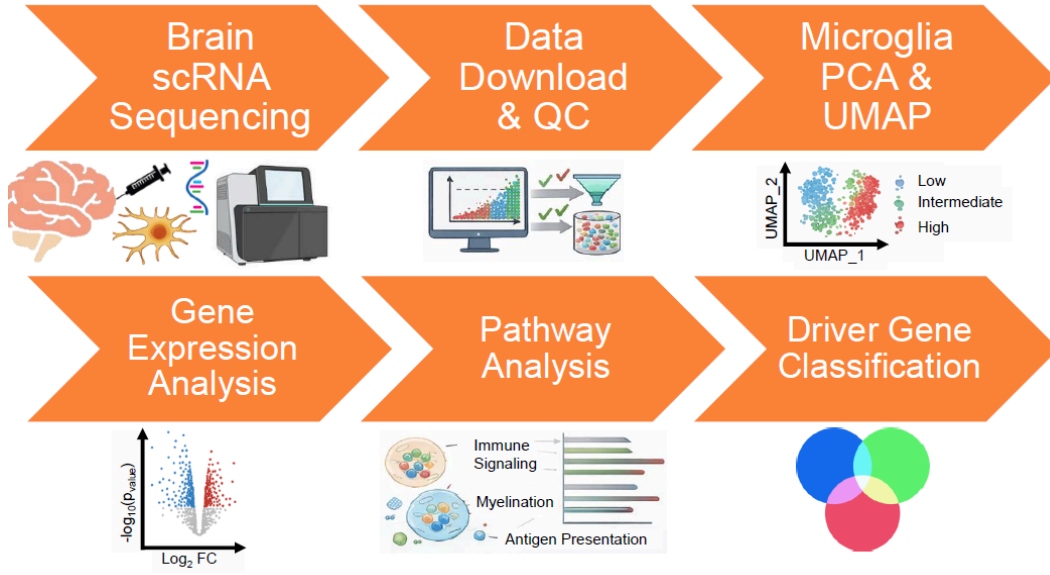 Brain
scRNA
Sequencing
Data
Download
& QC
Microglia
PCA &
UMAP
UMAP_2
UMAP_1
Low
Intermediate
High
Gene
Expression
Analysis
Pathway
Analysis
Driver Gene
Classification
-log10(pvalue)
Log2 FC
Immune
Signaling
Myelination
Antigen Presentation